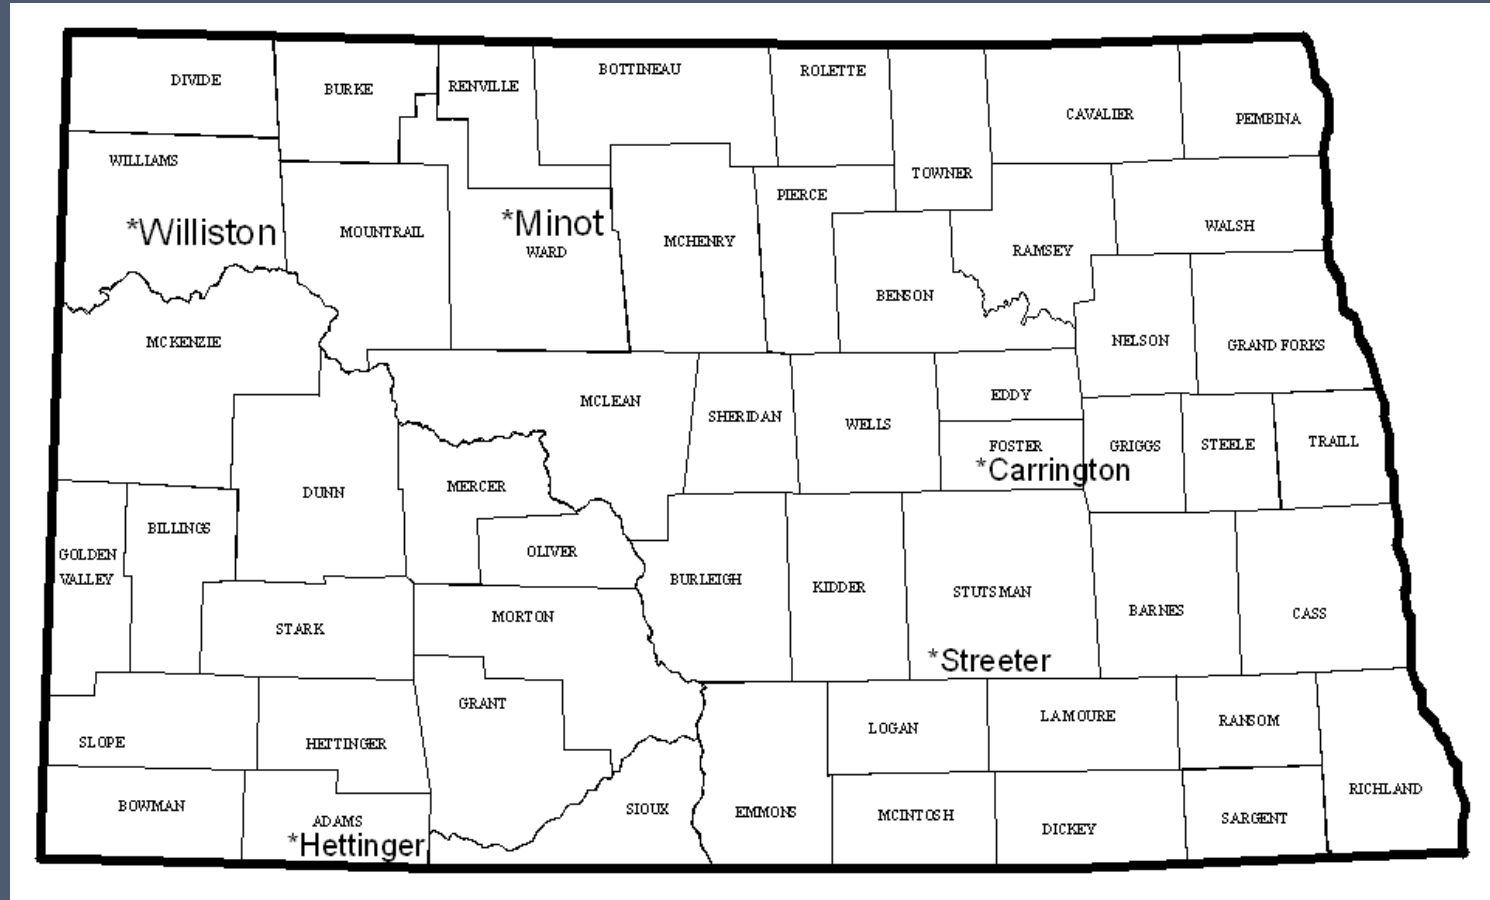 DIVIDE
BURKE
RENVILLE
BOTTINEAU
ROLETTE
CAVALIER
PEMBINA
WILLIAMS
TOWNER
PIERCE
*Williston
MOUNTRAIL
*Minot
WARD
MCHENRY
RAMSEY
WALSH
BENSON
MCKENZIE
NELSON
GRAND FORKS
MCLEAN
SHERIDAN
WELLS
EDDY
FOSTER
*Carrington
GRIGGS
STEELE
TRAILL
DUNN
MERCER
BILLINGS
GOLDEN
VALLEY
OLIVER
BURLEIGH
KIDDER
STUTSMAN
BARNES
CASS
STARK
MORTON
*Streeter
GRANT
SLOPE
HETTINGER
LOGAN
LAMOURE
RANSOM
BOWMAN
ADAMS
*Hettinger
SIOUX
EMMONS
MCINTOSH
DICKEY
SARGENT
RICHLAND